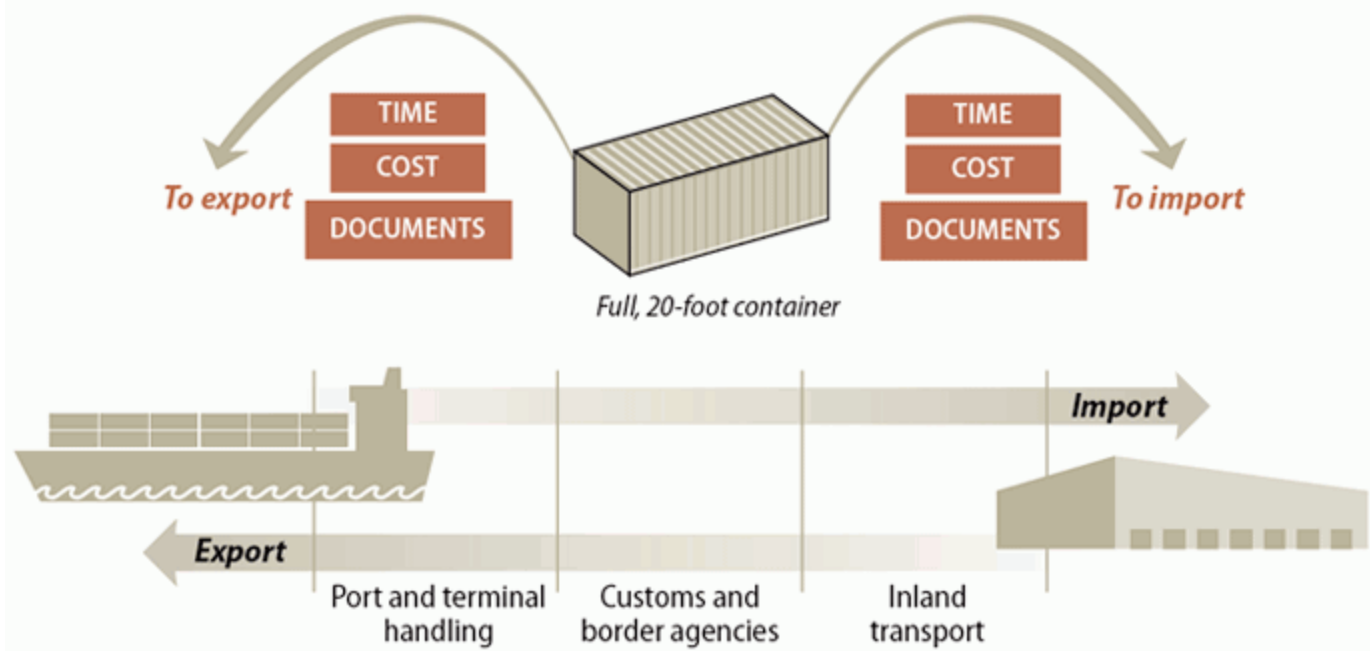 TIME
COST
DOCUMENTS
To export
TIME
COST
DOCUMENTS
To import
Full, 20-foot container
Import
Export
Port and terminal
handling
Customs and
border agencies
Inland
transport